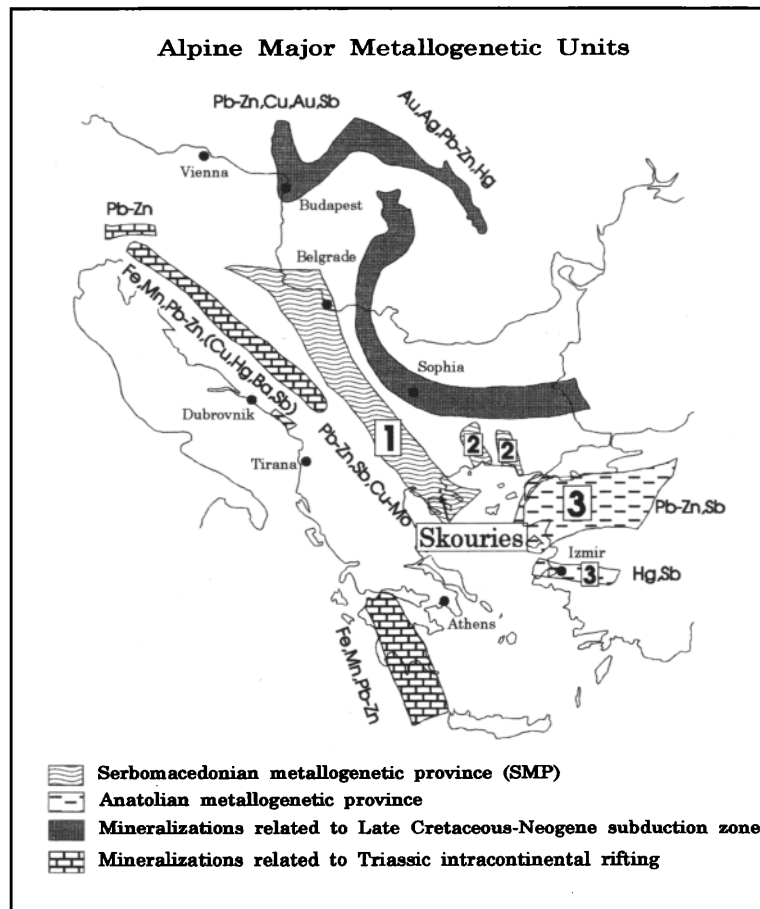 Alpine Major Metallogenetic Units
Pb-Zn,Cu,Au,Sb
Au,Ag,Pb-Zn,Hg
Vienna
Budapest
Pb-Zn
Belgrade
Fe,Mn,Pb-Zn,(Cu,Hg,Ba,Sb)
Sophia
Dubrovnik
1
2
2
Tirana
Pb-Zn,Sb,Cu-Mo
3
Pb-Zn,Sb
Skouries
Izmir
3
Hg,Sb
Athens
Fe,Mn,Pb-Zn
Serbomacedonian metallogenetic province (SMP)
Anatolian metallogenetic province
Mineralizations related to Late Cretaceous-Neogene subduction zone
Mineralizations related to Triassic intracontinental rifting